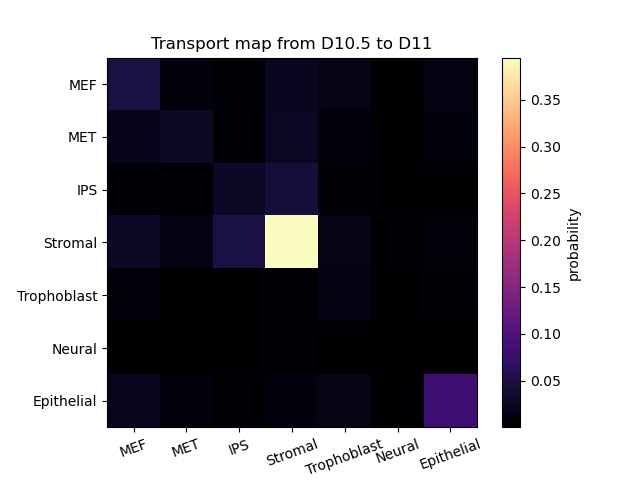 Transport map from D10.5 to D11
MEF
MET
IPS
Stromal
Trophoblast
Neural
Epithelial
MEF
MET
IPS
Stromal
Trophoblast
Neural
Epithelial
0.35
0.30
0.25
0.20
0.15
0.10
0.05
probability